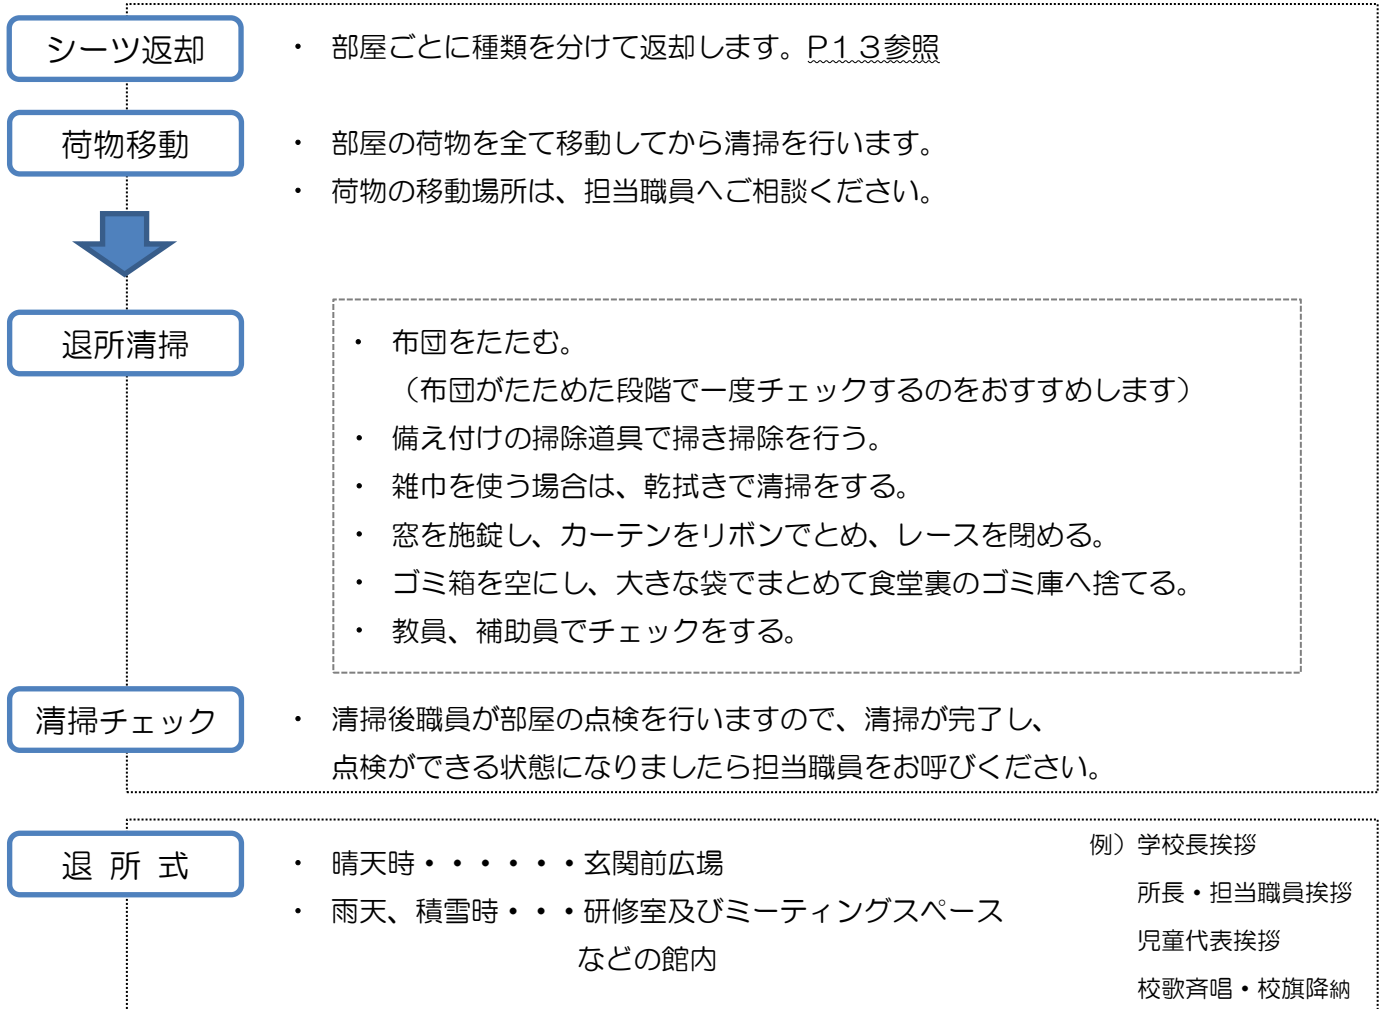 シーツ返却
・ 部屋ごとに種類を分けて返却します。P13参照
荷物移動
・ 部屋の荷物を全て移動してから清掃を行います。
・ 荷物の移動場所は、担当職員へご相談ください。
退所清掃
・ 布団をたたむ。
（布団がたためた段階で一度チェックするのをおすすめします）
・ 備え付けの掃除道具で掃き掃除を行う。
・ 雑巾を使う場合は、乾拭きで清掃をする。
・ 窓を施錠し、カーテンをリボンでとめ、レースを閉める。
・ ゴミ箱を空にし、大きな袋でまとめて食堂裏のゴミ庫へ捨てる。
・ 教員、補助員でチェックをする。
清掃チェック
・ 清掃後職員が部屋の点検を行いますので、清掃が完了し、
点検ができる状態になりましたら担当職員をお呼びください。
退 所 式
・ 晴天時・・・・・・玄関前広場
・ 雨天、積雪時・・・研修室及びミーティングスペース
などの館内
例）学校長挨拶
所長・担当職員挨拶
児童代表挨拶
校歌斉唱・校旗降納